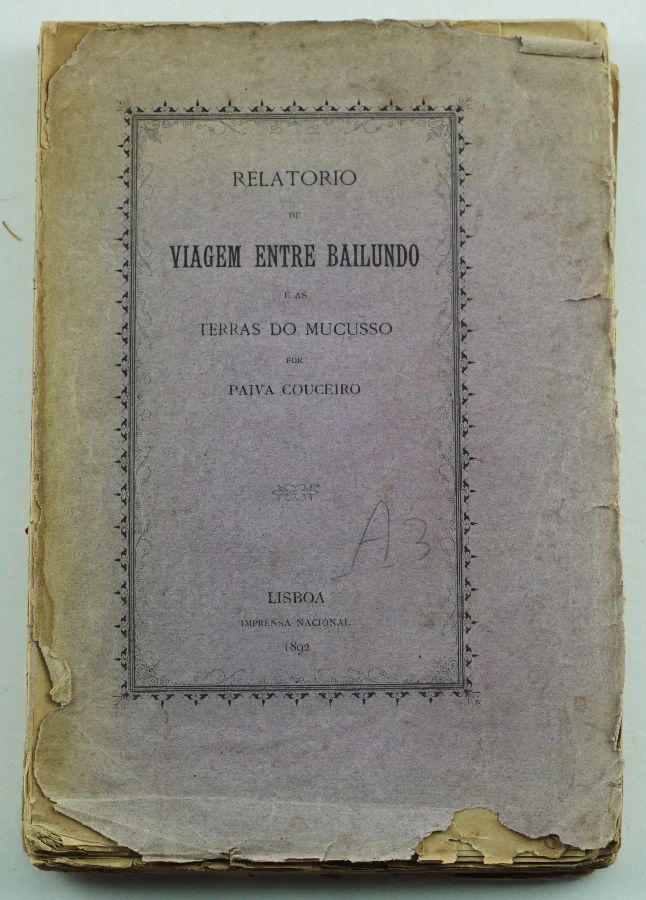 RELATORIO
DE
VIAGEM ENTRE BAILUNDO
E AS
TERRAS DO MUCUSSO
POR
PAIVA COUCEIRO
A3
LISBOA
IMPRENSA NACIONAL
1892